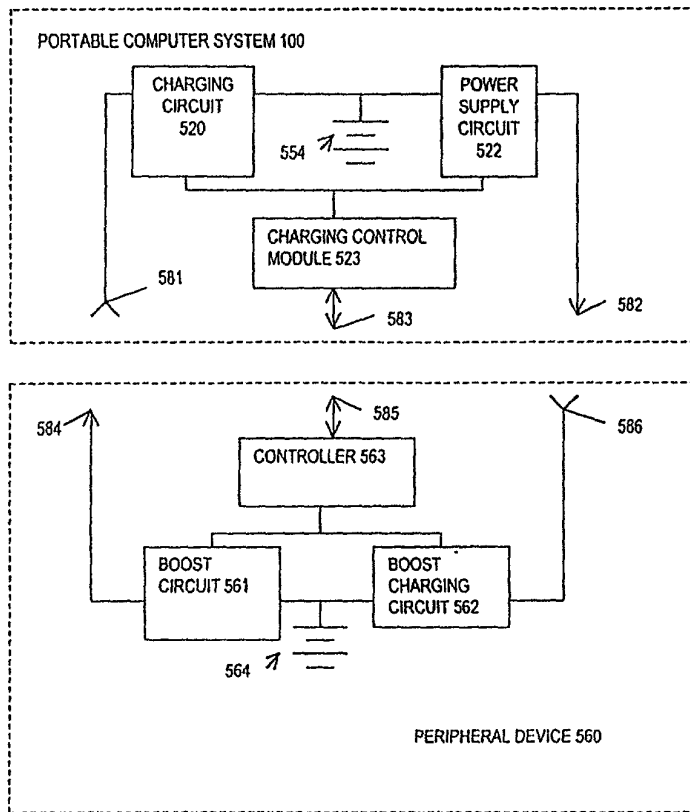 PORTABLE COMPUTER SYSTEM 100
CHARGING
CIRCUIT
520
POWER
SUPPLY
CIRCUIT
522
554
CHARGING CONTROL
MODULE 523
581
583
582
584
585
586
CONTROLLER 563
BOOST
CIRCUIT 561
BOOST
CHARGING
CIRCUIT 562
564
PERIPHERAL DEVICE 560